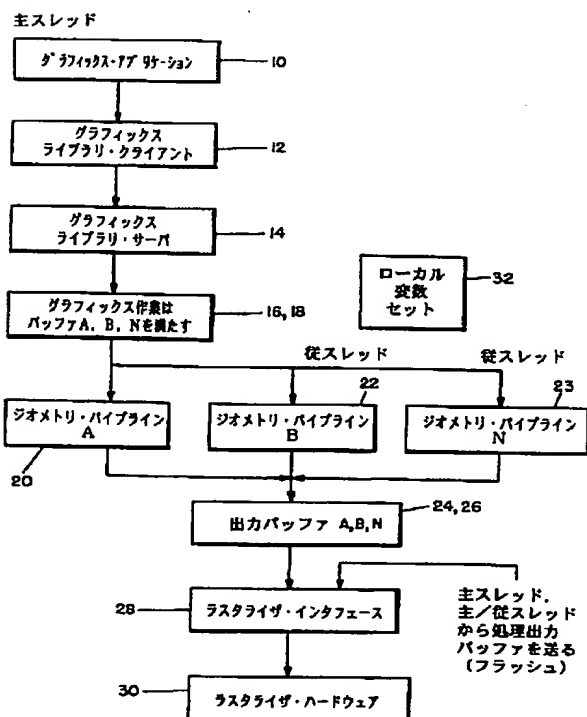 主スレッド
グラフィックス・アプリケーション
10
グラフィックス
ライブラリ・クライアント
12
グラフィックス
ライブラリ・サーバ
14
ローカル
変数
セット
32
グラフィックス作業は
バッファA, B, Nを満たす
16,18
従スレッド
従スレッド
22
23
ジオメトリ・パイプライン
A
ジオメトリ・パイプライン
B
ジオメトリ・パイプライン
N
20
出力バッファ A,B,N
24,26
28
ラスタライザ・インタフェース
主スレッド.
主/従スレッド
から処理出力
バッファを送る
(フラッシュ)
30
ラスタライザ・ハードウェア